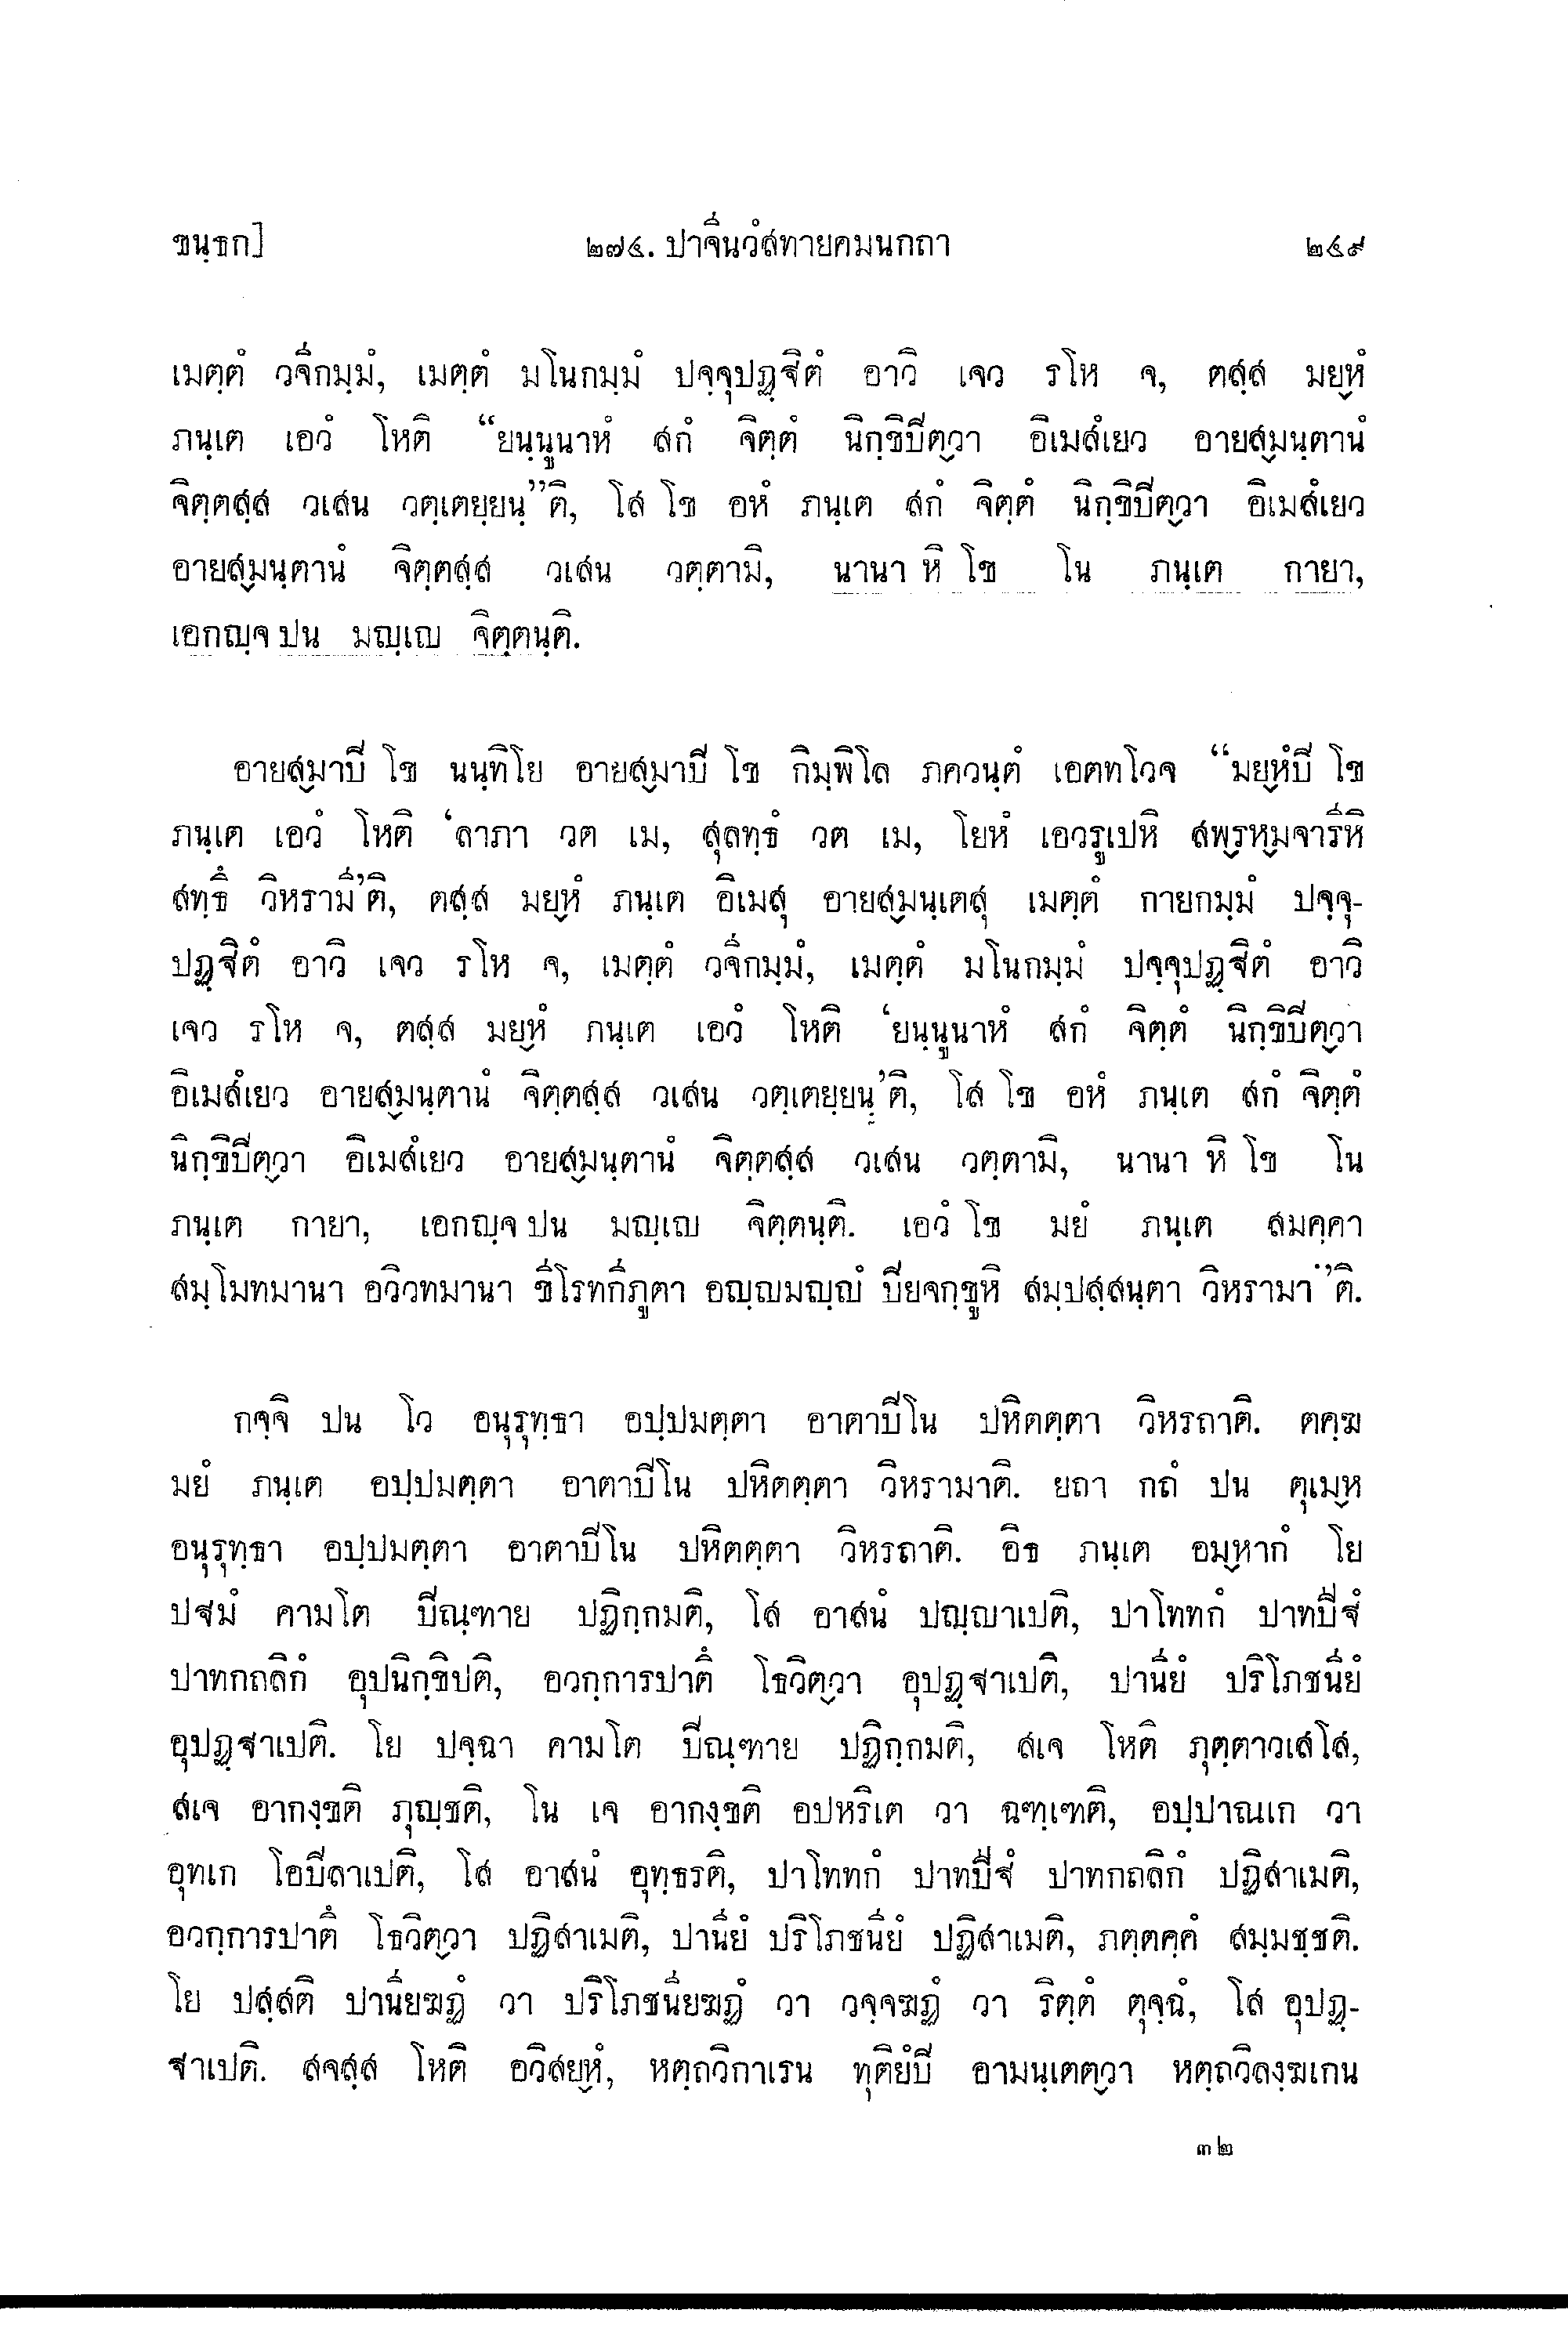 ขนฺธก]	๒๗๔. ปาจีนวํสทายคมนกถา	๒๔๙
เมตฺตํ วจีกมฺมํ, เมตฺตํ มโนกมฺมํ ปจฺจุปฏฺฐิตํ อาวิ เจว รโห จ, ตสฺส มยฺหํ
ภนฺเต เอวํ โหติ “ยนฺนูนาหํ สกํ จิตฺตํ นิกฺขิปิตฺวา อิเมสํเยว อายสฺมนฺตานํ
จิตฺตสฺส วเสน วตฺเตยฺยนฺ”ติ, โส โข อหํ ภนฺเต สกํ จิตฺตํ นิกฺขิปิตฺวา อิเมสํเยว
อายสฺมนฺตานํ จิตฺตสฺส วเสน วตฺตามิ, นานา หิ โข โน ภนฺเต กายา,
เอกญฺจ ปน มญฺเญ จิตฺตนฺติ.
อายสฺมาปิ โข นนฺทิโย อายสฺมาปิ โข กิมฺพิโล ภควนฺตํ เอตทโวจ “มยฺหํปิ โข
ภนฺเต เอวํ โหติ ‘ลาภา วต เม, สุลทฺธํ วต เม, โยหํ เอวรูเปหิ สพฺรหฺมจารีหิ
สทฺธึ วิหรามี’ติ, ตสฺส มยฺหํ ภนฺเต อิเมสุ อายสฺมนฺเตสุ เมตฺตํ กายกมฺมํ ปจฺจุ-
ปฏฺฐิตํ อาวิ เจว รโห จ, เมตฺตํ วจีกมฺมํ, เมตฺตํ มโนกมฺมํ ปจฺจุปฏฺฐิตํ อาวิ
เจว รโห จ, ตสฺส มยฺหํ ภนฺเต เอวํ โหติ ‘ยนฺนูนาหํ สกํ จิตฺตํ นิกฺขิปิตฺวา
อิเมสํเยว อายสฺมนฺตานํ จิตฺตสฺส วเสน วตฺเตยฺยนฺ’ติ, โส โข อหํ ภนฺเต สกํ จิตฺตํ
นิกฺขิปิตฺวา อิเมสํเยว อายสฺมนฺตานํ จิตฺตสฺส วเสน วตฺตามิ, นานา หิ โข โน
ภนฺเต กายา, เอกญฺจ ปน มญฺเญ จิตฺตนฺติ. เอวํ โข มยํ ภนฺเต สมคฺคา
สมฺโมทมานา อวิวทมานา ขีโรทกีภูตา อญฺญมญฺญํ ปิยจกฺขูหิ สมฺปสฺสนฺตา วิหรามา”ติ.
กจฺจิ ปน โว อนุรุทฺธา อปฺปมตฺตา อาตาปิโน ปหิตตฺตา วิหรถาติ. ตคฺฆ
มยํ ภนฺเต อปฺปมตฺตา อาตาปิโน ปหิตตฺตา วิหรามาติ. ยถา กถํ ปน ตุเมฺห
อนุรุทฺธา อปฺปมตฺตา อาตาปิโน ปหิตตฺตา วิหรถาติ. อิธ ภนฺเต อมฺหากํ โย
ปฐมํ คามโต ปิณฺฑาย ปฏิกฺกมติ, โส อาสนํ ปญฺญาเปติ, ปาโททกํ ปาทปีฐํ
ปาทกถลิกํ อุปนิกฺขิปติ, อวกฺการปาตึ โธวิตฺวา อุปฏฺฐาเปติ, ปานียํ ปริโภชนียํ
อุปฏฺฐาเปติ. โย ปจฺฉา คามโต ปิณฺฑาย ปฏิกฺกมติ, สเจ โหติ ภุตฺตาวเสโส,
สเจ อากงฺขติ ภุญฺชติ, โน เจ อากงฺขติ อปหริเต วา ฉฑฺเฑติ, อปฺปาณเก วา
อุทเก โอปิลาเปติ, โส อาสนํ อุทฺธรติ, ปาโททกํ ปาทปีฐํ ปาทกถลิกํ ปฏิสาเมติ,
อวกฺการปาตึ โธวิตฺวา ปฏิสาเมติ, ปานียํ ปริโภชนียํ ปฏิสาเมติ, ภตฺตคฺคํ สมฺมชฺชติ.
โย ปสฺสติ ปานียฆฏํ วา ปริโภชนียฆฏํ วา วจฺจฆฏํ วา ริตฺตํ ตุจฺฉํ, โส อุปฏฺ-
ฐาเปติ. สจสฺส โหติ อวิสยฺหํ, หตฺถวิกาเรน ทุติยํปิ อามนฺเตตฺวา หตฺถวิลงฺฆเกน
๓๒